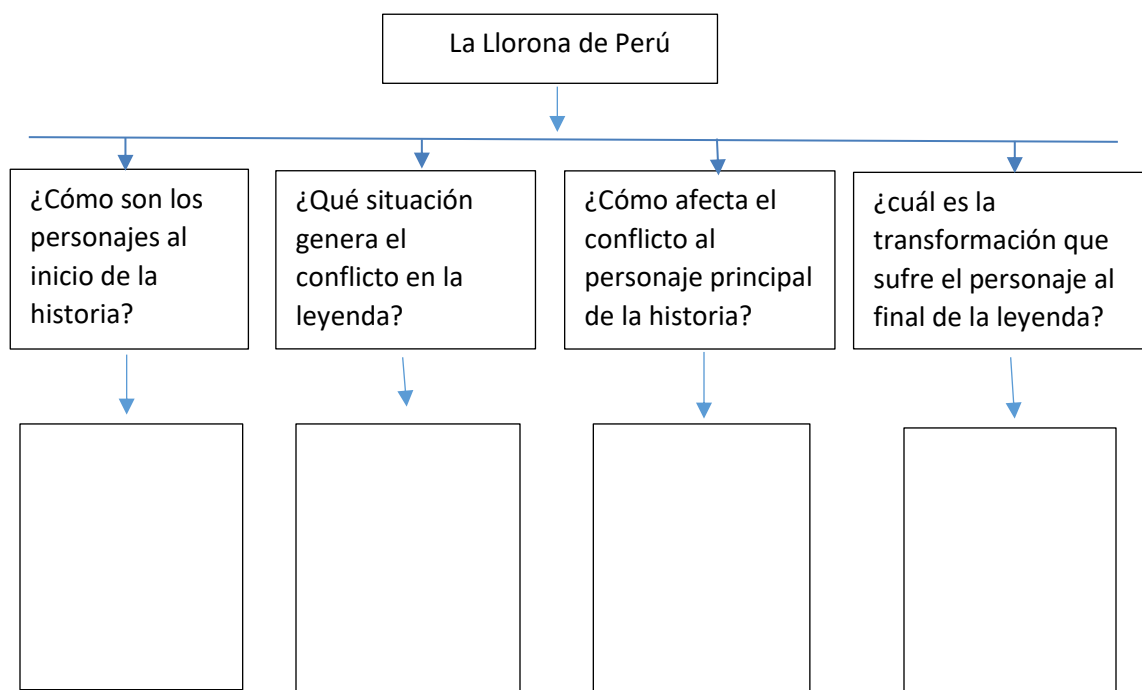 La Llorona de Perú
¿Cómo son los
personajes al
inicio de la
historia?
¿Qué situación
genera el
conflicto en la
leyenda?
¿Cómo afecta el
conflicto al
personaje principal
de la historia?
¿cuál es la
transformación que
sufre el personaje al
final de la leyenda?